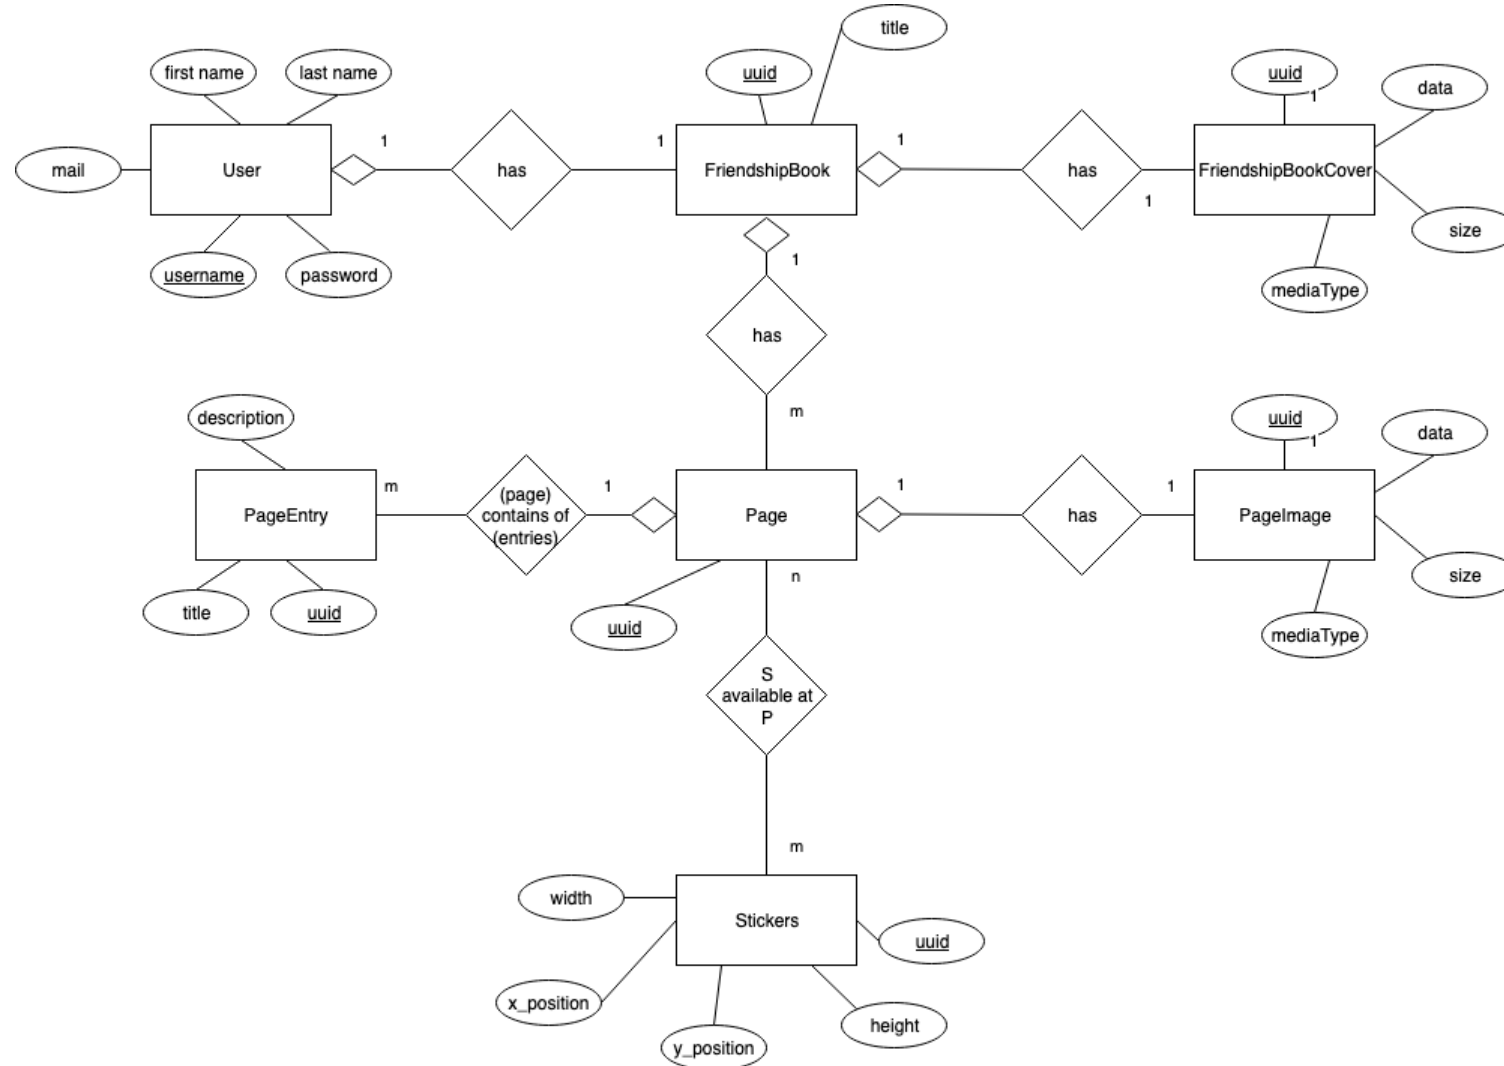 title
first name
last name
uuid
uuid
1
data
mail
User
1
has
1
FriendshipBook
1
has
1
FriendshipBookCover
size
username
password
mediaType
1
has
m
description
uuid
1
data
PageEntry
m
(page)
contains of
(entries)
1
Page
1
has
1
PageImage
size
title
uuid
uuid
n
mediaType
S
available at
P
m
width
Stickers
uuid
x_position
y_position
height